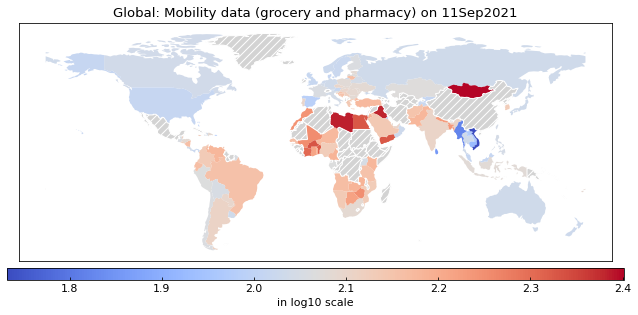 Global: Mobility data (grocery and pharmacy) on 11Sep2021
1.8 1.9 2.0 2.1 2.2 2.3 2.4
in log10 scale